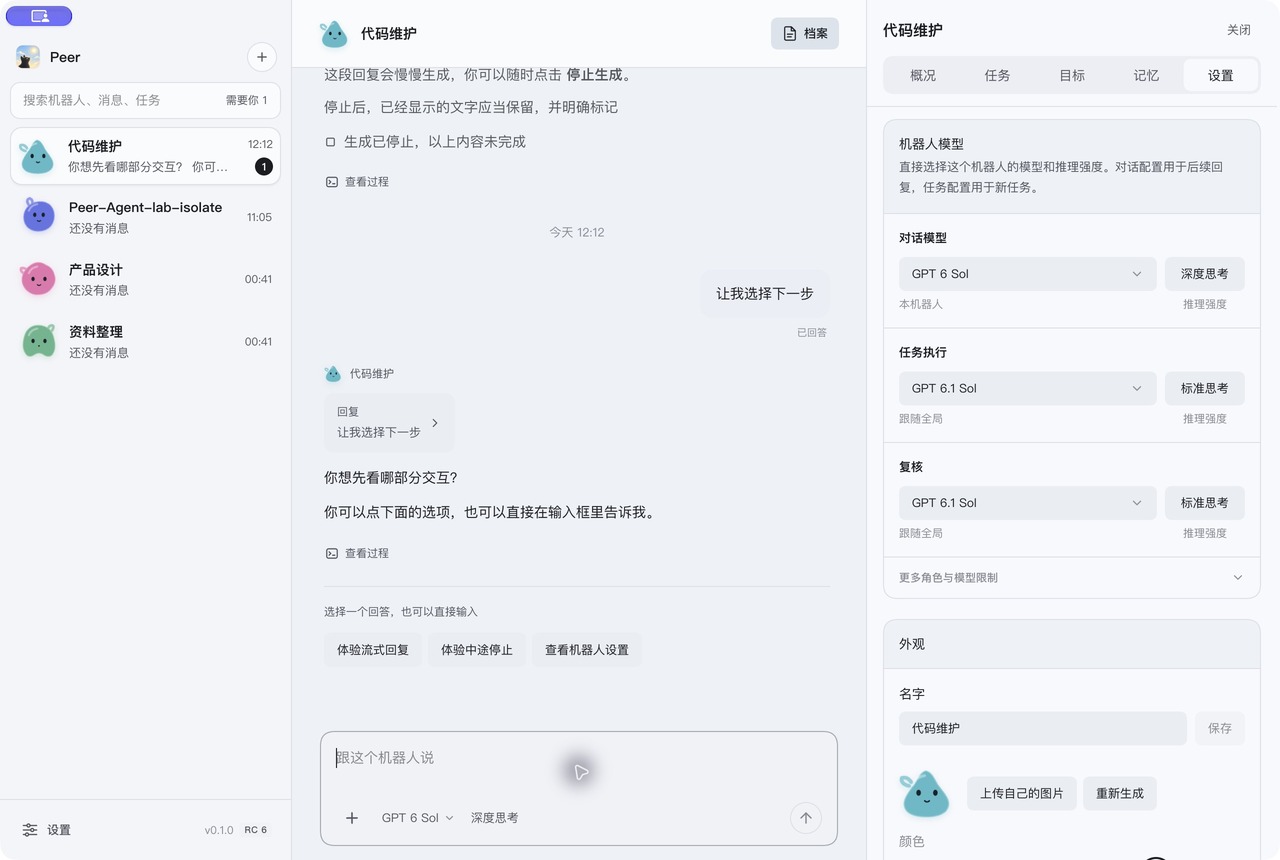 Peer
搜索机器人、消息、任务
需要你 1
代码维护
12:12
你想先看哪部分交互？ 你可…
1
Peer-Agent-lab-isolate
11:05
还没有消息
产品设计
00:41
还没有消息
资料整理
00:41
还没有消息
设置
v0.1.0 RC 6
代码维护
档案
这段回复会慢慢生成，你可以随时点击 停止生成。
停止后，已经显示的文字应当保留，并明确标记
生成已停止，以上内容未完成
查看过程
今天 12:12
让我选择下一步
已回答
代码维护
回复
让我选择下一步
你想先看哪部分交互？
你可以点下面的选项，也可以直接在输入框里告诉我。
查看过程
选择一个回答，也可以直接输入
体验流式回复
体验中途停止
查看机器人设置
跟这个机器人说
GPT 6 Sol
深度思考
代码维护
关闭
概况
任务
目标
记忆
设置
机器人模型
直接选择这个机器人的模型和推理强度。对话配置用于后续回
复，任务配置用于新任务。
对话模型
GPT 6 Sol
深度思考
本机器人
推理强度
任务执行
GPT 6.1 Sol
标准思考
跟随全局
推理强度
复核
GPT 6.1 Sol
标准思考
跟随全局
推理强度
更多角色与模型限制
外观
名字
代码维护
保存
上传自己的图片
重新生成
颜色